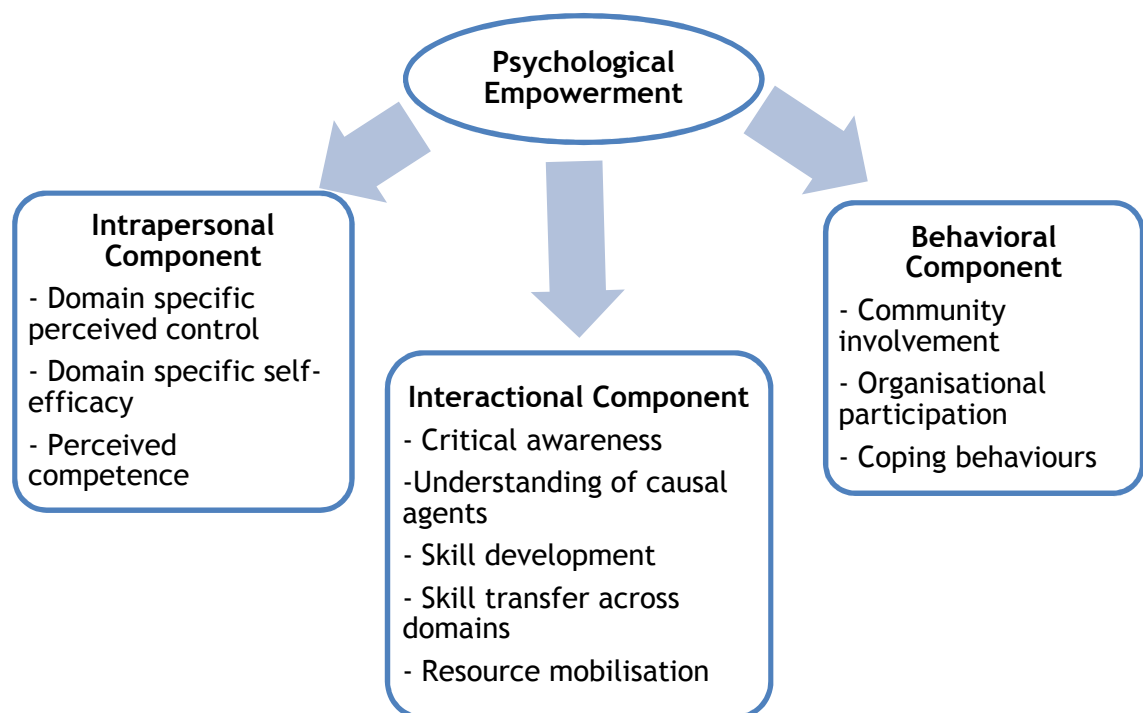 Psychological
Empowerment
Intrapersonal
Component
- Domain specific
perceived control
- Domain specific self-
efficacy
- Perceived
competence
Interactional Component
- Critical awareness
-Understanding of causal
agents
- Skill development
- Skill transfer across
domains
- Resource mobilisation
Behavioral
Component
- Community
involvement
- Organisational
participation
- Coping behaviours